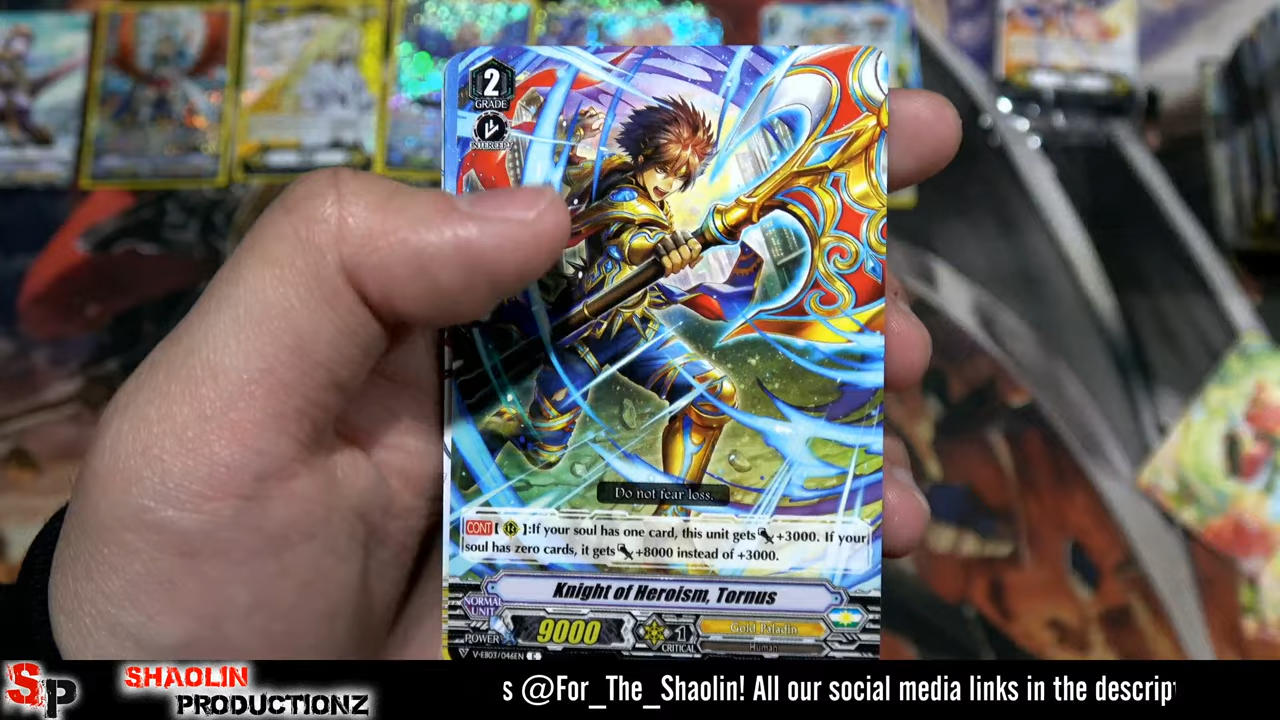 2
GRADE
INTERCEPT
Do not fear loss.
CONT [ ]:If your soul has one card, this unit gets +3000. If your
soul has zero cards, it gets +8000 instead of +3000.
Knight of Heroism, Tornus
NORMAL
UNIT
POWER 9000 1
CRITICAL
Gold Paladin
Human
V-EB03/046EN C
SP
SHAOLIN
PRODUCTIONZ
s @For_The_Shaolin! All our social media links in the descrip